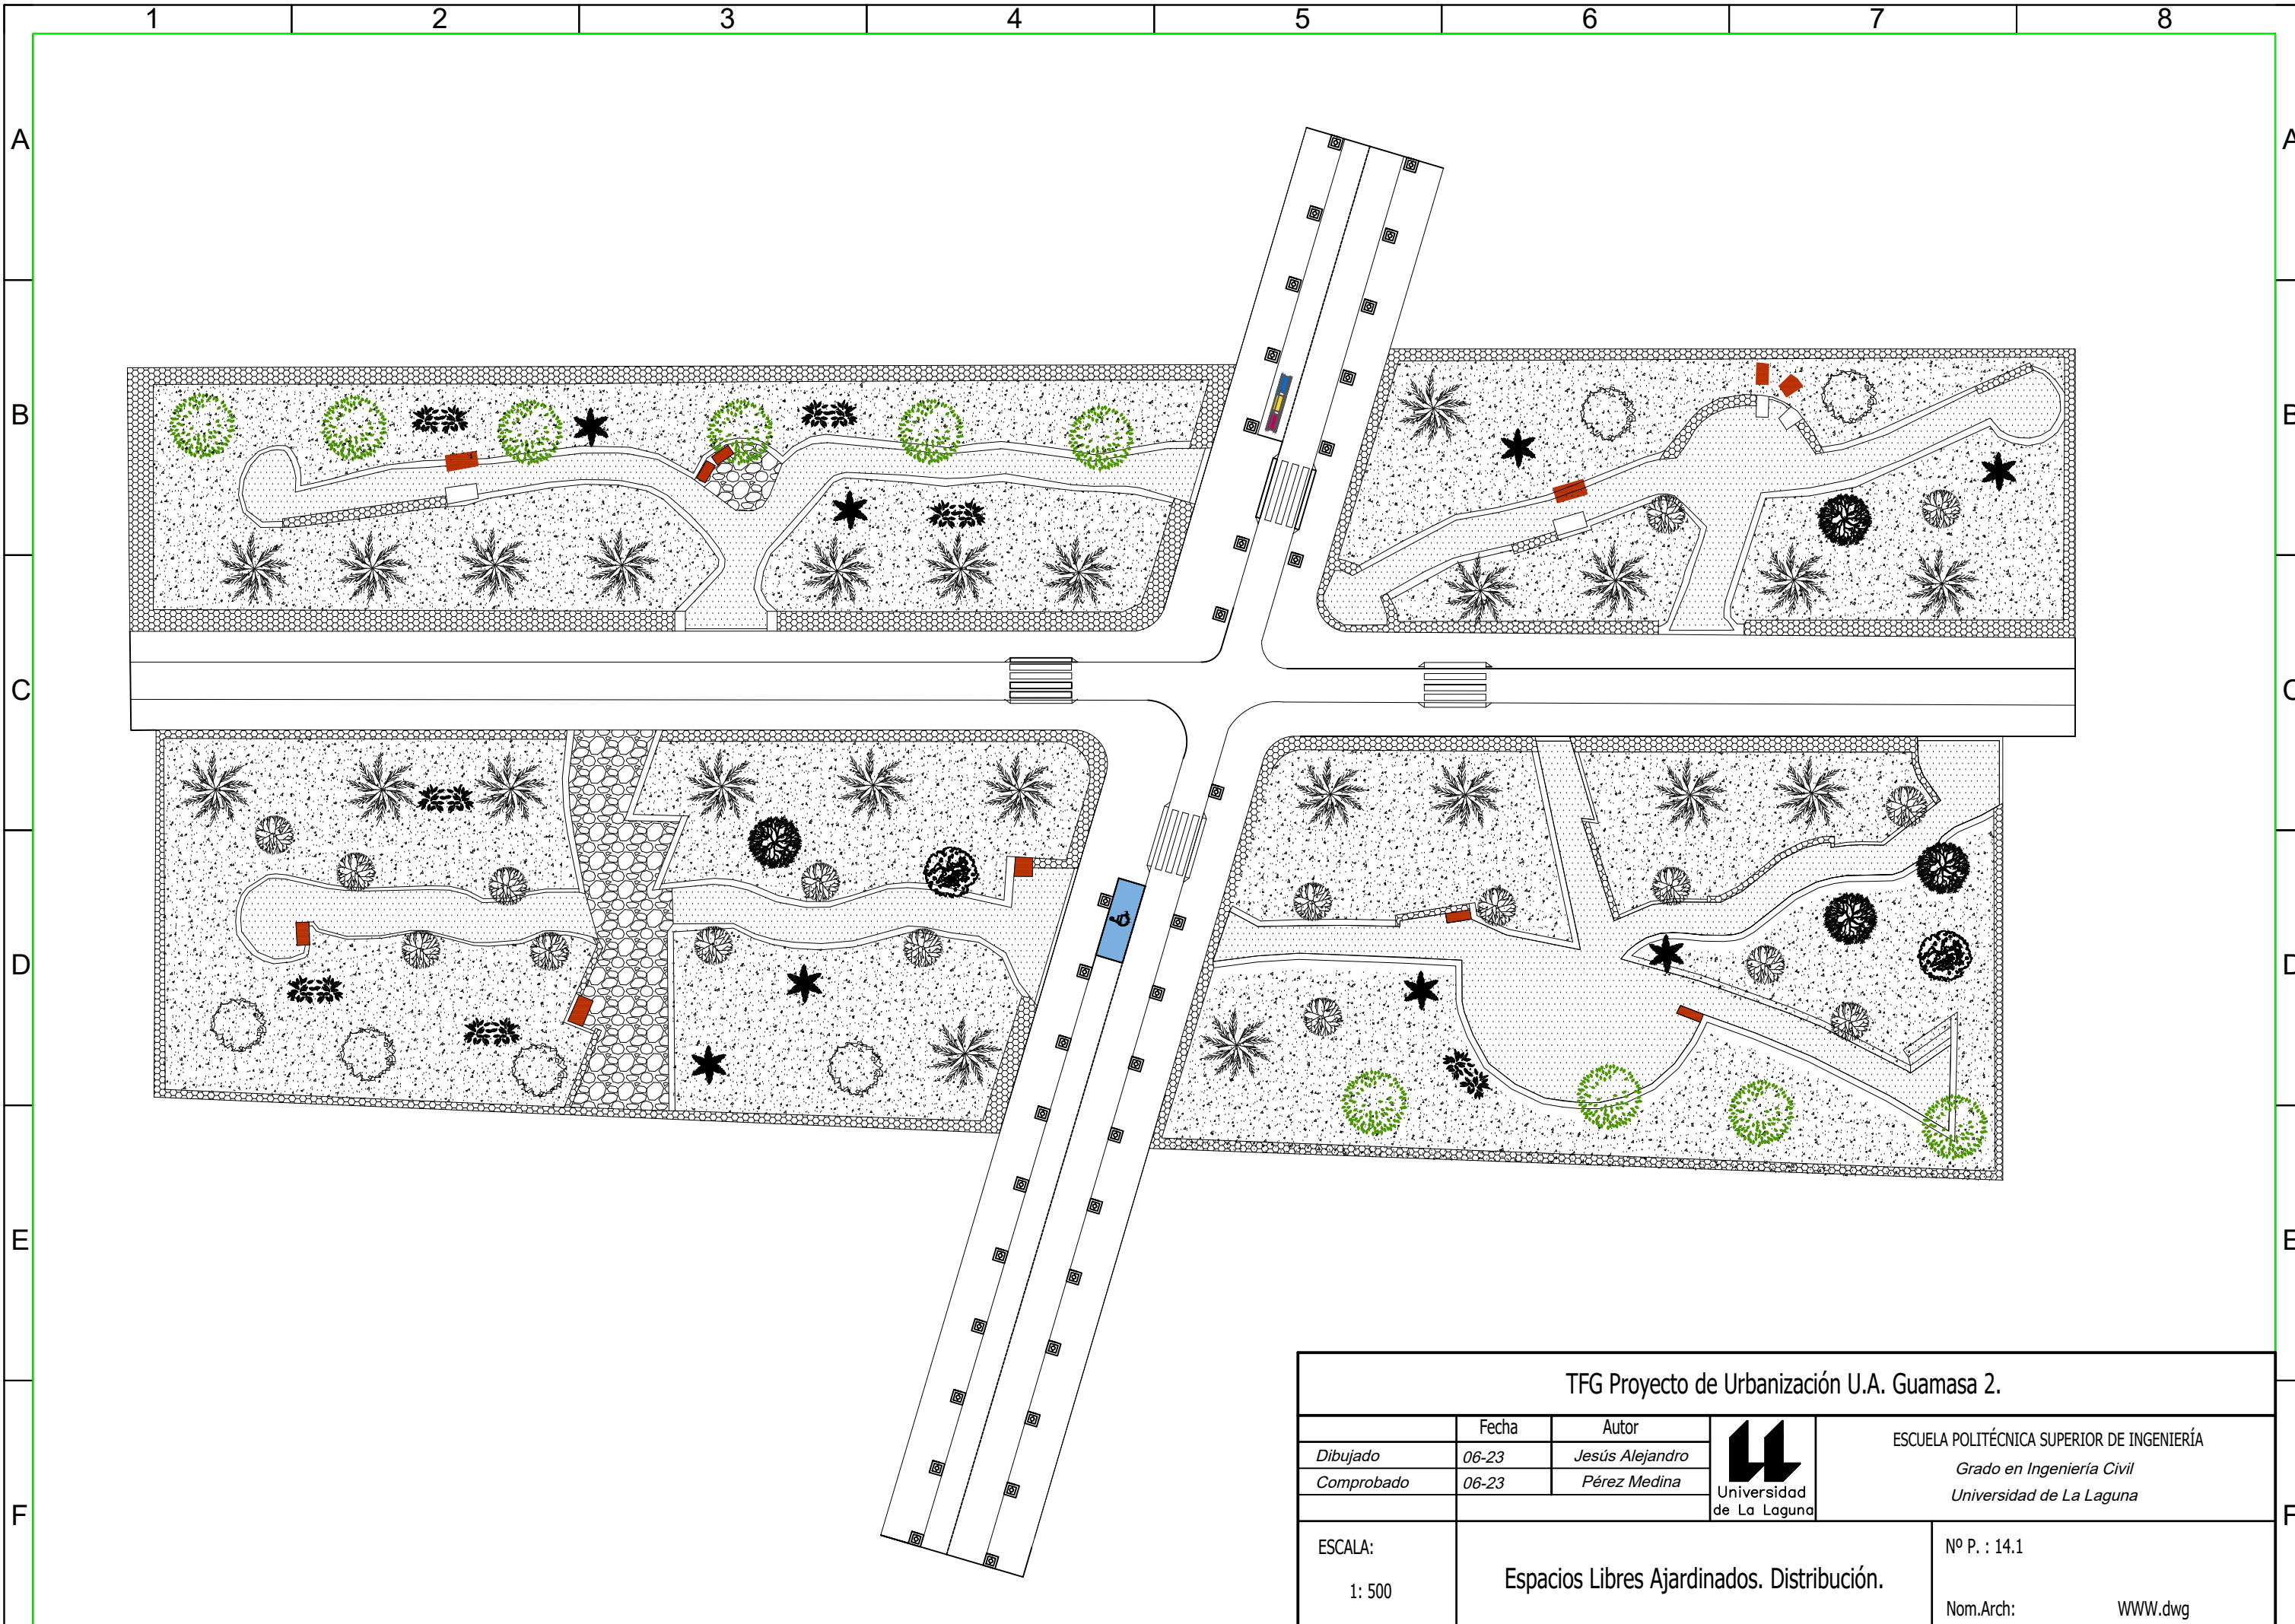 1 2 3 4 5 6 7 8
A A
B B
C C
D D
E E
F F
TFG Proyecto de Urbanización U.A. Guamasa 2.
Fecha Autor
Dibujado 06-23 Jesús Alejandro
Comprobado 06-23 Pérez Medina
Universidad
de La Laguna
ESCUELA POLITÉCNICA SUPERIOR DE INGENIERÍA
Grado en Ingeniería Civil
Universidad de La Laguna
ESCALA:
1: 500
Espacios Libres Ajardinados. Distribución.
Nº P. : 14.1
Nom.Arch: WWW.dwg